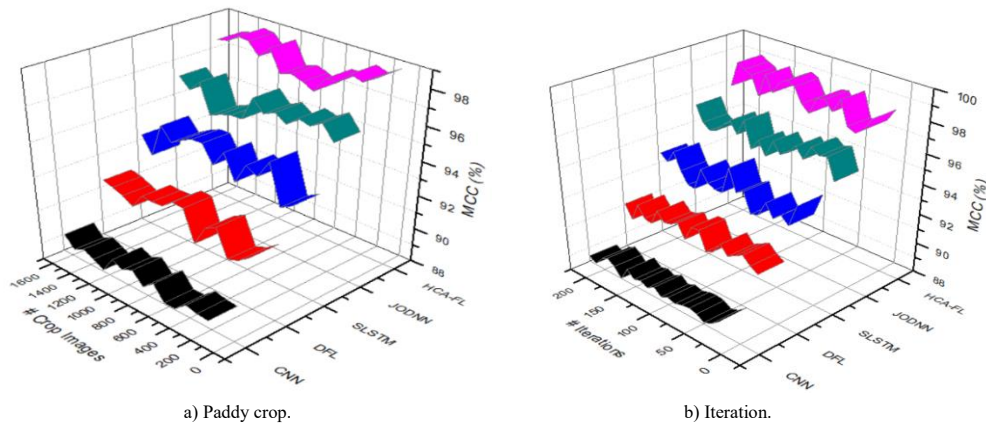 98
96
94
92
90
88
MCC (%)
1600
1400
1200
1000
800
600
400
200
0
# Crop Images
CNN
DFL
SLSTM
JODNN
HCA-FL
a) Paddy crop.
100
98
96
94
92
90
88
MCC (%)
200
150
100
50
0
# Iterations
CNN
DFL
SLSTM
JODNN
HCA-FL
b) Iteration.